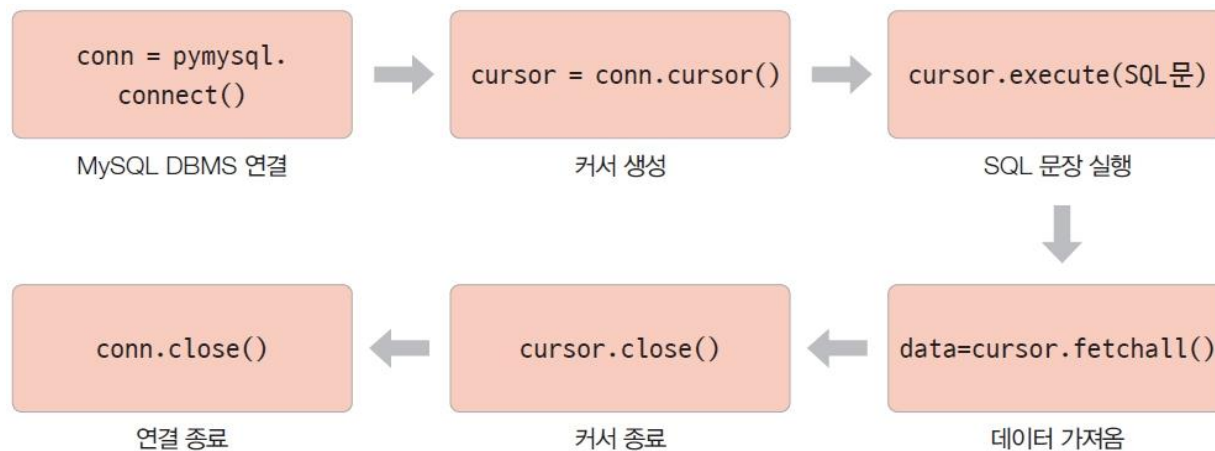 conn = pymysql.
connect()
MySQL DBMS 연결
cursor = conn.cursor()
커서 생성
cursor.execute(SQL문)
SQL 문장 실행
data=cursor.fetchall()
데이터 가져옴
cursor.close()
커서 종료
conn.close()
연결 종료